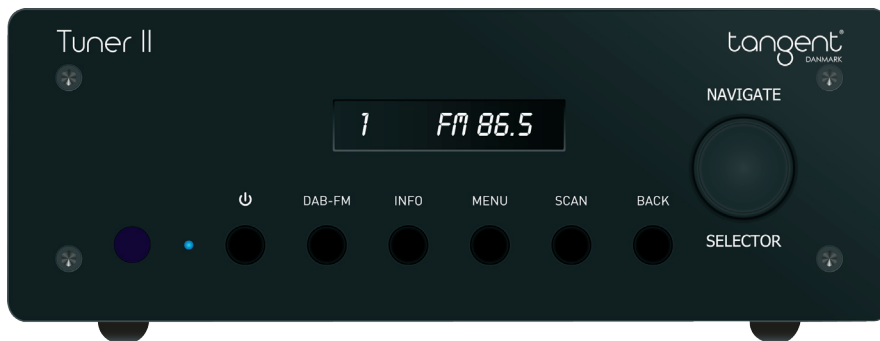 Tuner II
tangent®
DANMARK
NAVIGATE
1 FM 86.5
DAB-FM INFO MENU SCAN BACK
SELECTOR